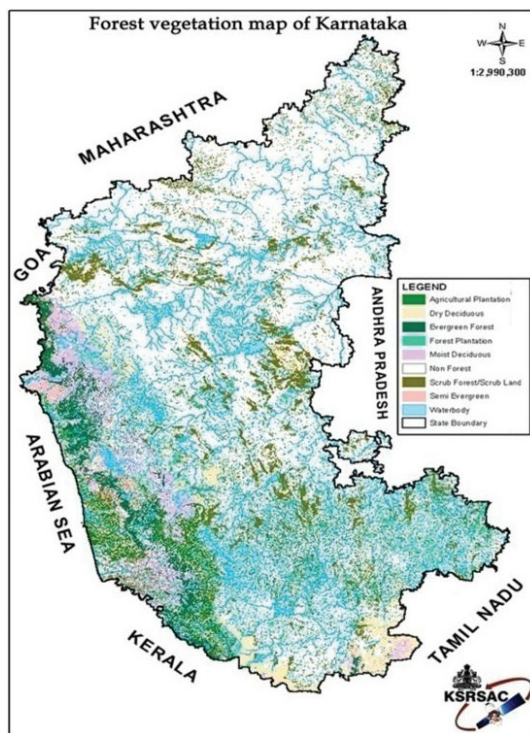 Forest vegetation map of Karnataka
N
W E
S
1:2,990,300
MAHARASHTRA
GOA
ANDHRA PRADESH
LEGEND
Agricultural Plantation
Dry Deciduous
Evergreen Forest
Forest Plantation
Moist Deciduous
Non Forest
Scrub Forest/Scrub Land
Semi Evergreen
Waterbody
State Boundary
ARABIAN SEA
KERALA
TAMIL NADU
KSRSAC